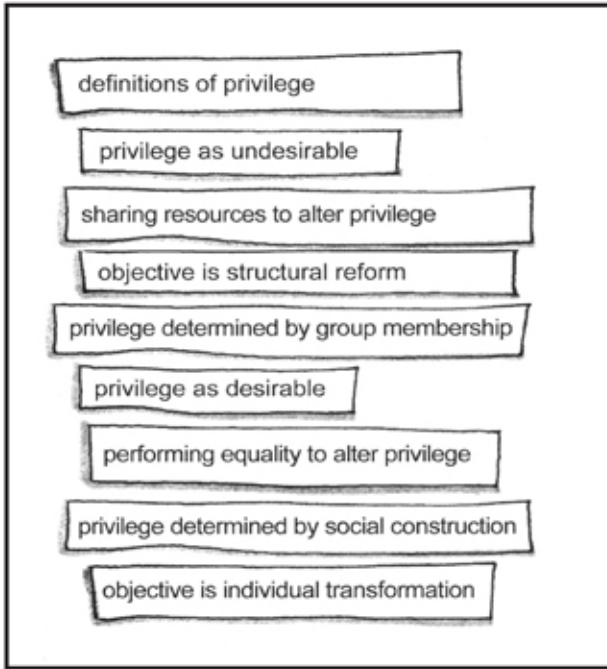 definitions of privilege
privilege as undesirable
sharing resources to alter privilege
objective is structural reform
privilege determined by group membership
privilege as desirable
performing equality to alter privilege
privilege determined by social construction
objective is individual transformation